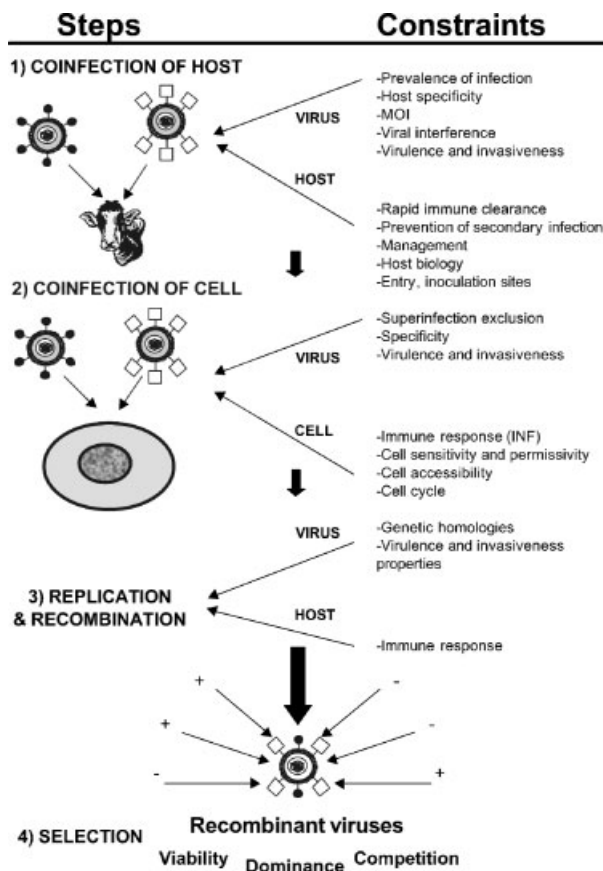 Steps
Constraints
1) COINFECTION OF HOST
VIRUS
-Prevalence of infection
-Host specificity
-MOI
-Viral interference
-Virulence and invasiveness
HOST
-Rapid immune clearance
-Prevention of secondary infection
-Management
-Host biology
-Entry, inoculation sites
2) COINFECTION OF CELL
VIRUS
-Superinfection exclusion
-Specificity
-Virulence and invasiveness
CELL
-Immune response (INF)
-Cell sensitivity and permissivity
-Cell accessibility
-Cell cycle
3) REPLICATION
& RECOMBINATION
VIRUS
-Genetic homologies
-Virulence and invasiveness
properties
HOST
-Immune response
+
-
+
-
-
+
Recombinant viruses
4) SELECTION
Viability
Dominance
Competition